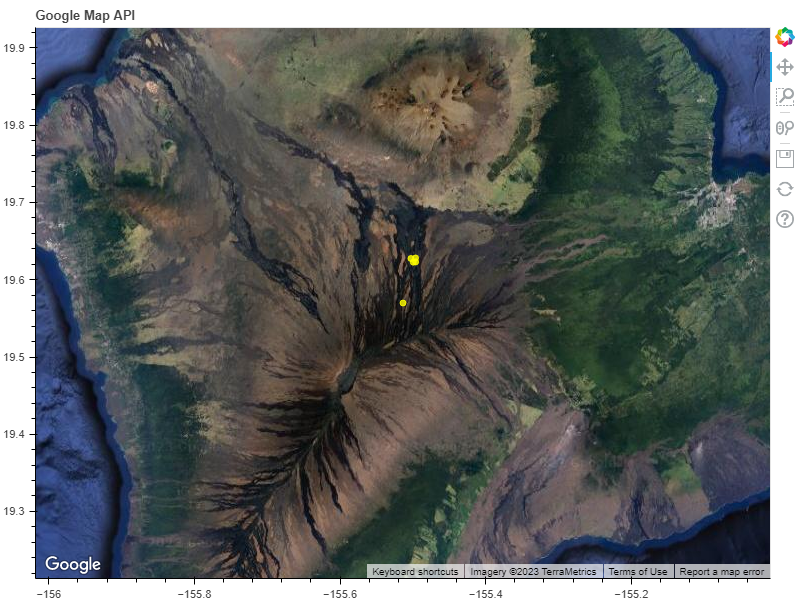 Google Map API
19.9
19.8
19.7
19.6
19.5
19.4
19.3
Google
Keyboard shortcuts
Imagery ©2023 TerraMetrics
Terms of Use
Report a map error
−156
−155.8
−155.6
−155.4
−155.2